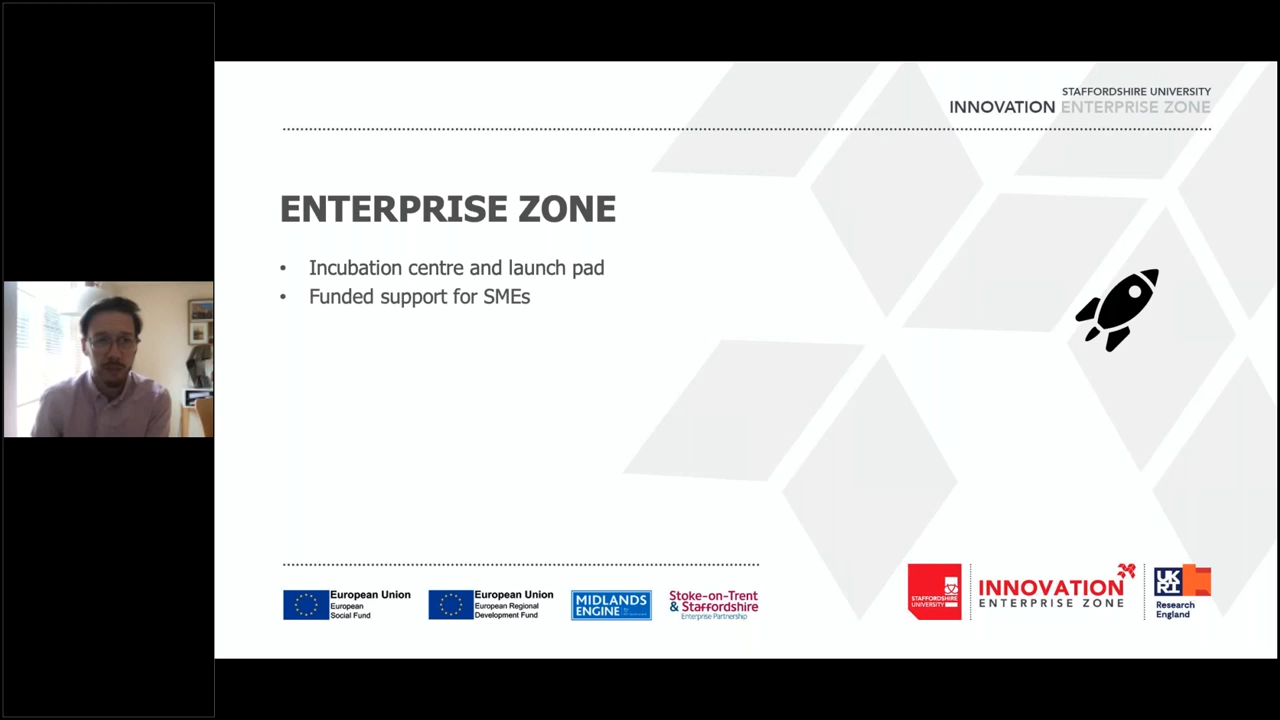 STAFFORDSHIRE UNIVERSITY
INNOVATION ENTERPRISE ZONE
ENTERPRISE ZONE
• Incubation centre and launch pad
• Funded support for SMEs
European Union
European
Social Fund
European Union
European Regional
Development Fund
MIDLANDS
ENGINE
Stoke-on-Trent
& Staffordshire
Enterprise Partnership
STAFFORDSHIRE
UNIVERSITY
INNOVATION
ENTERPRISE ZONE
UK
RI
Research
England